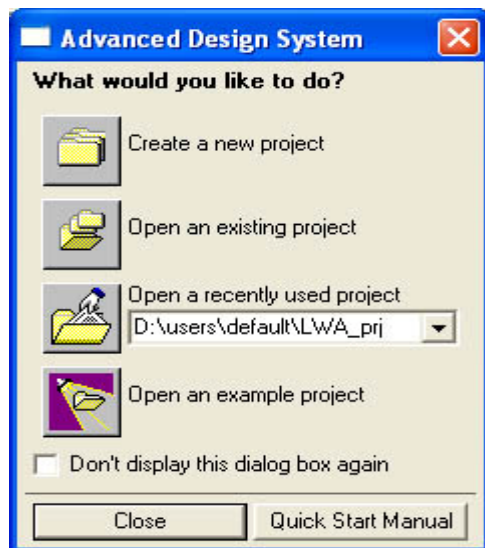 Advanced Design System
What would you like to do?
Create a new project
Open an existing project
Open a recently used project
D:\users\default\LWA_prj
Open an example project
Don't display this dialog box again
Close Quick Start Manual